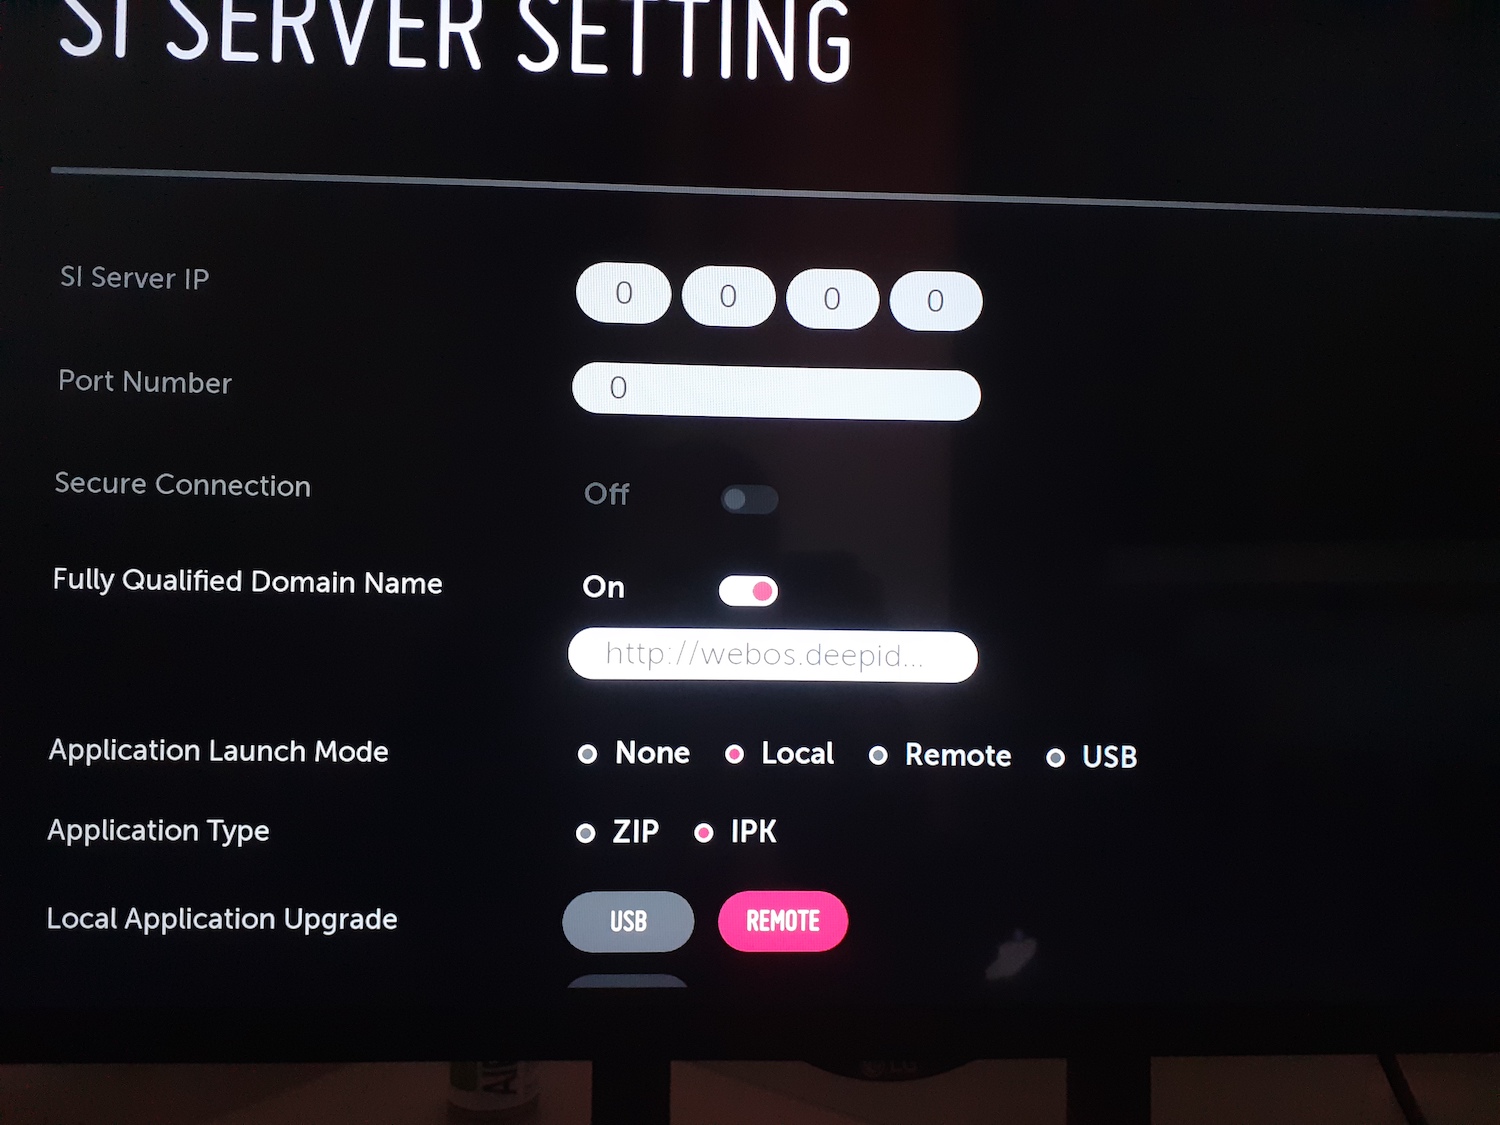 SI SERVER SETTING
SI Server IP 0 0 0 0
Port Number 0
Secure Connection Off
Fully Qualified Domain Name On
http://webos.deepid...
Application Launch Mode None Local Remote USB
Application Type ZIP IPK
Local Application Upgrade USB REMOTE